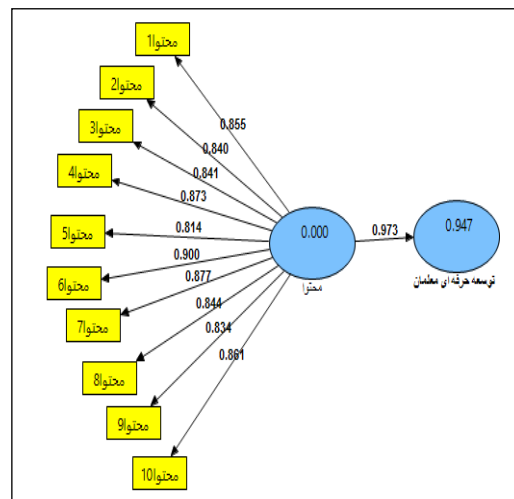 محتوا1
0.855
محتوا2
0.840
محتوا3
0.841
محتوا4
0.873
محتوا5
0.814
محتوا6
0.900
محتوا7
0.877
محتوا8
0.844
محتوا9
0.834
محتوا10
0.861
0.000
محتوا
0.973
0.947
توسعه حرفه ای معلمان